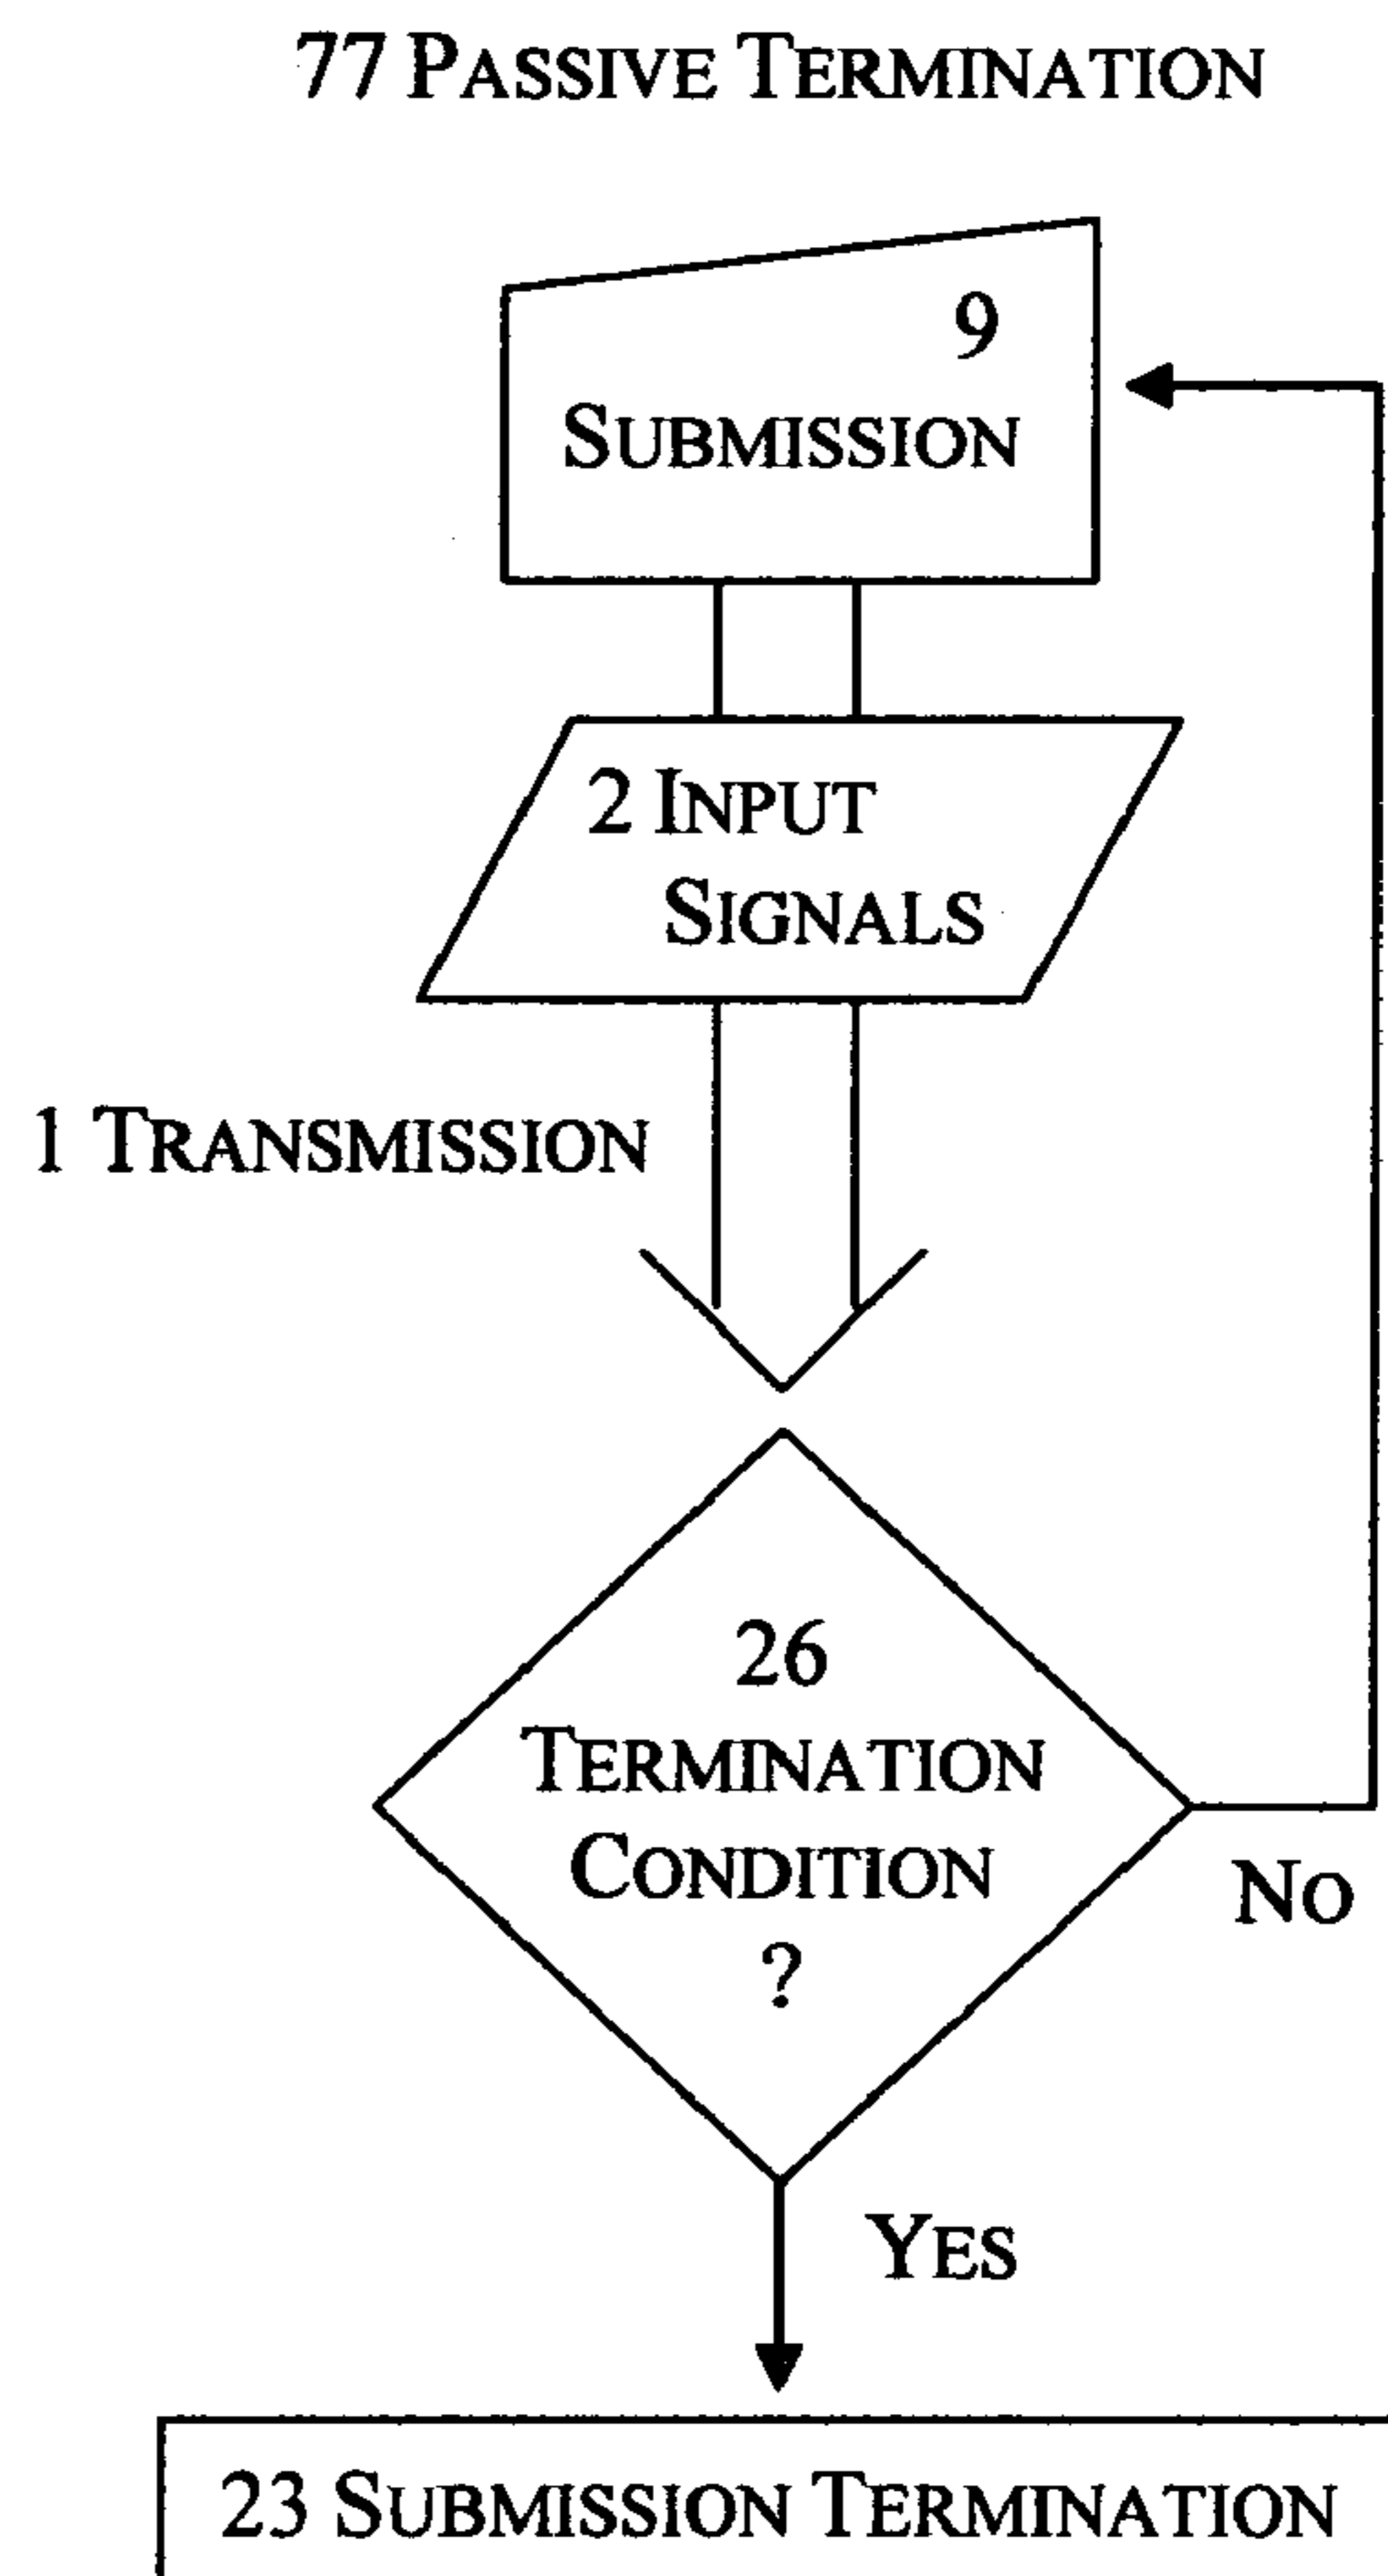 77 PASSIVE TERMINATION
9
SUBMISSION
2 INPUT
SIGNALS
1 TRANSMISSION
26
TERMINATION
CONDITION
?
NO
YES
23 SUBMISSION TERMINATION